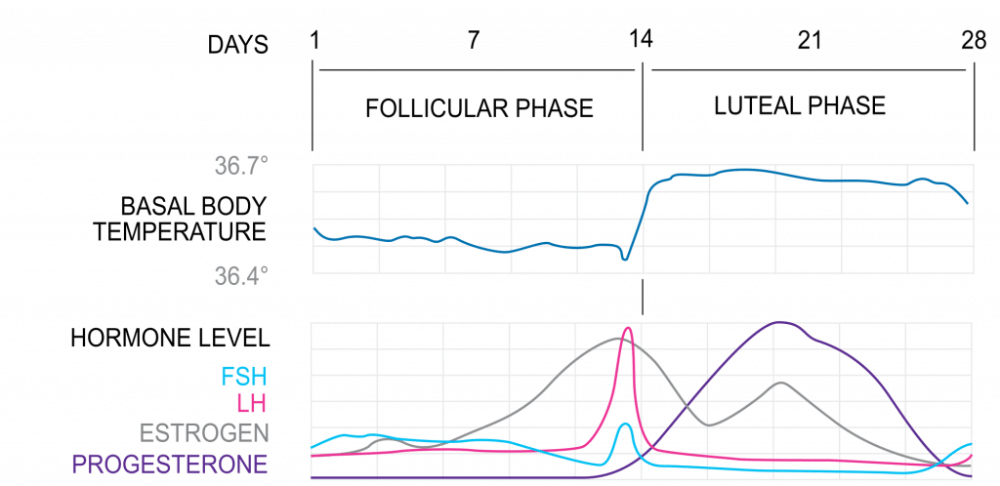 DAYS 1 7 14 21 28
FOLLICULAR PHASE LUTEAL PHASE
36.7°
BASAL BODY
TEMPERATURE
36.4°
HORMONE LEVEL
FSH
LH
ESTROGEN
PROGESTERONE